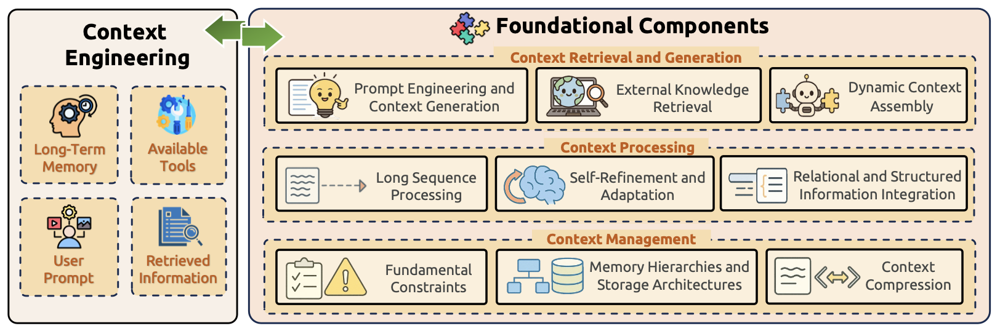 Context
Engineering
Long-Term
Memory
Available
Tools
User
Prompt
Retrieved
Information
Foundational Components
Context Retrieval and Generation
Prompt Engineering and
Context Generation
External Knowledge
Retrieval
Dynamic Context
Assembly
Context Processing
Long Sequence
Processing
Self-Refinement and
Adaptation
Relational and Structured
Information Integration
Context Management
Fundamental
Constraints
Memory Hierarchies and
Storage Architectures
Context
Compression